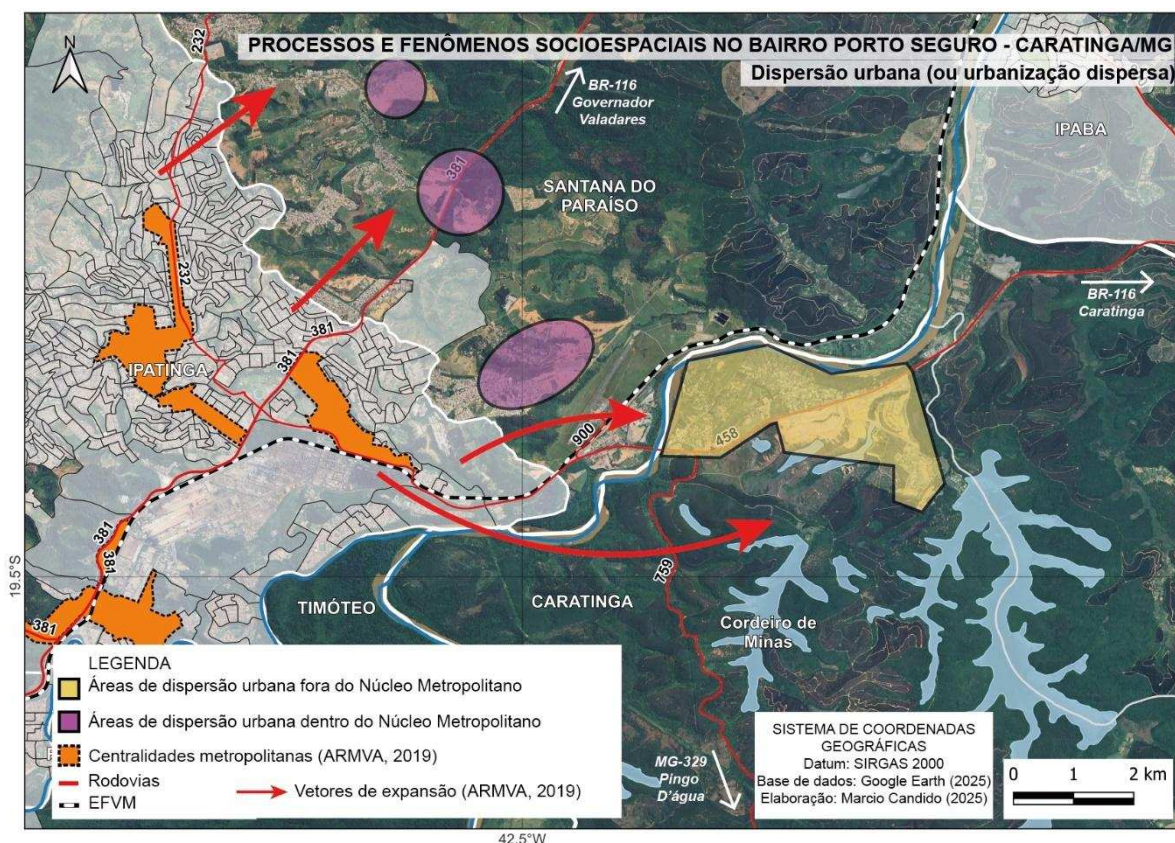 N
232
PROCESSOS E FENÔMENOS SOCIOESPACIAIS NO BAIRRO PORTO SEGURO - CARATINGA/MG
Dispersão urbana (ou urbanização dispersa)
BR-116
Governador
Valadares
IPABA
381
SANTANA DO
PARAÍSO
232
BR-116
Caratinga
381
IPATINGA
381
900
458
381
381
19.5°S
TIMÓTEO
CARATINGA
759
Cordeiro de
Minas
381
LEGENDA
Áreas de dispersão urbana fora do Núcleo Metropolitano
Áreas de dispersão urbana dentro do Núcleo Metropolitano
Centralidades metropolitanas (ARMVA, 2019)
Rodovias
EFVM
Vetores de expansão (ARMVA, 2019)
MG-329
Pingo
D'água
SISTEMA DE COORDENADAS
GEOGRÁFICAS
Datum: SIRGAS 2000
Base de dados: Google Earth (2025)
Elaboração: Marcio Candido (2025)
0 1 2 km
42.5°W